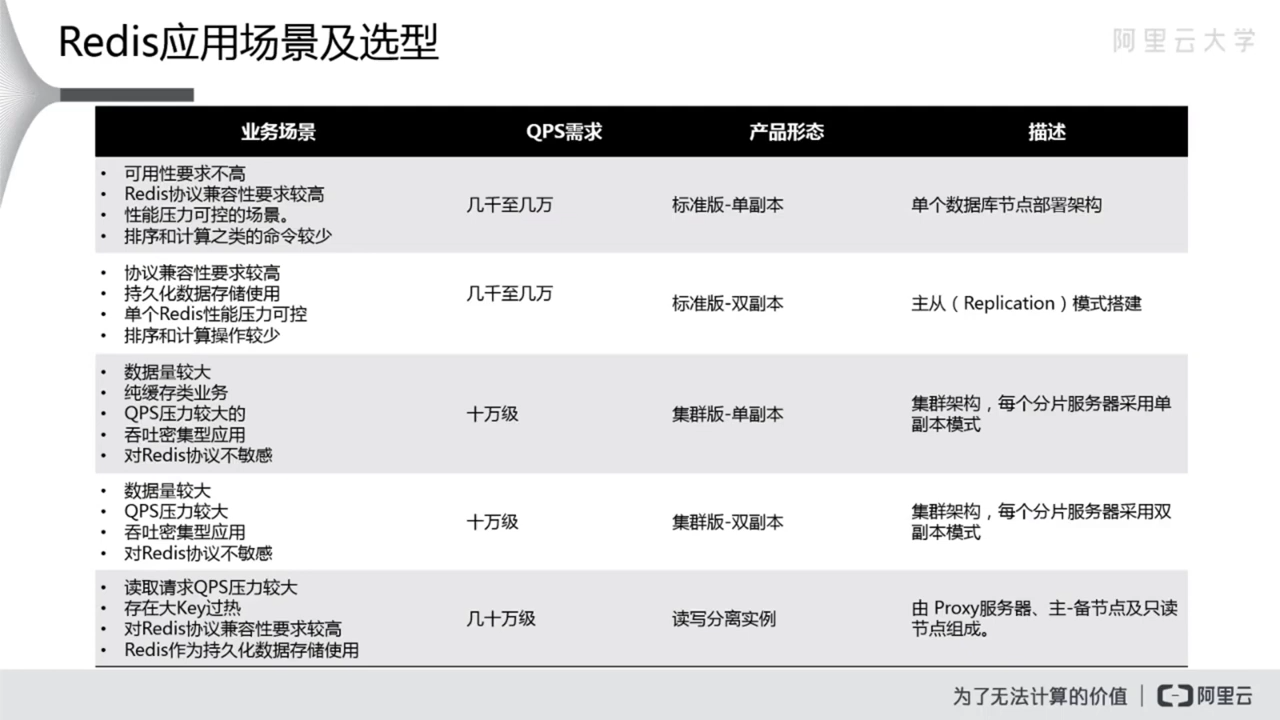 Redis应用场景及选型
阿里云大学
业务场景 QPS需求 产品形态 描述
• 可用性要求不高
• Redis协议兼容性要求较高
• 性能压力可控的场景。
• 排序和计算之类的命令较少
几千至几万
标准版-单副本
单个数据库节点部署架构
• 协议兼容性要求较高
• 持久化数据存储使用
• 单个Redis性能压力可控
• 排序和计算操作较少
几千至几万
标准版-双副本
主从（Replication）模式搭建
• 数据量较大
• 纯缓存类业务
• QPS压力较大的
• 吞吐密集型应用
• 对Redis协议不敏感
十万级
集群版-单副本
集群架构，每个分片服务器采用单
副本模式
• 数据量较大
• QPS压力较大
• 吞吐密集型应用
• 对Redis协议不敏感
十万级
集群版-双副本
集群架构，每个分片服务器采用双
副本模式
• 读取请求QPS压力较大
• 存在大Key过热
• 对Redis协议兼容性要求较高
• Redis作为持久化数据存储使用
几十万级
读写分离实例
由 Proxy服务器、主-备节点及只读
节点组成。
为了无法计算的价值 | 阿里云